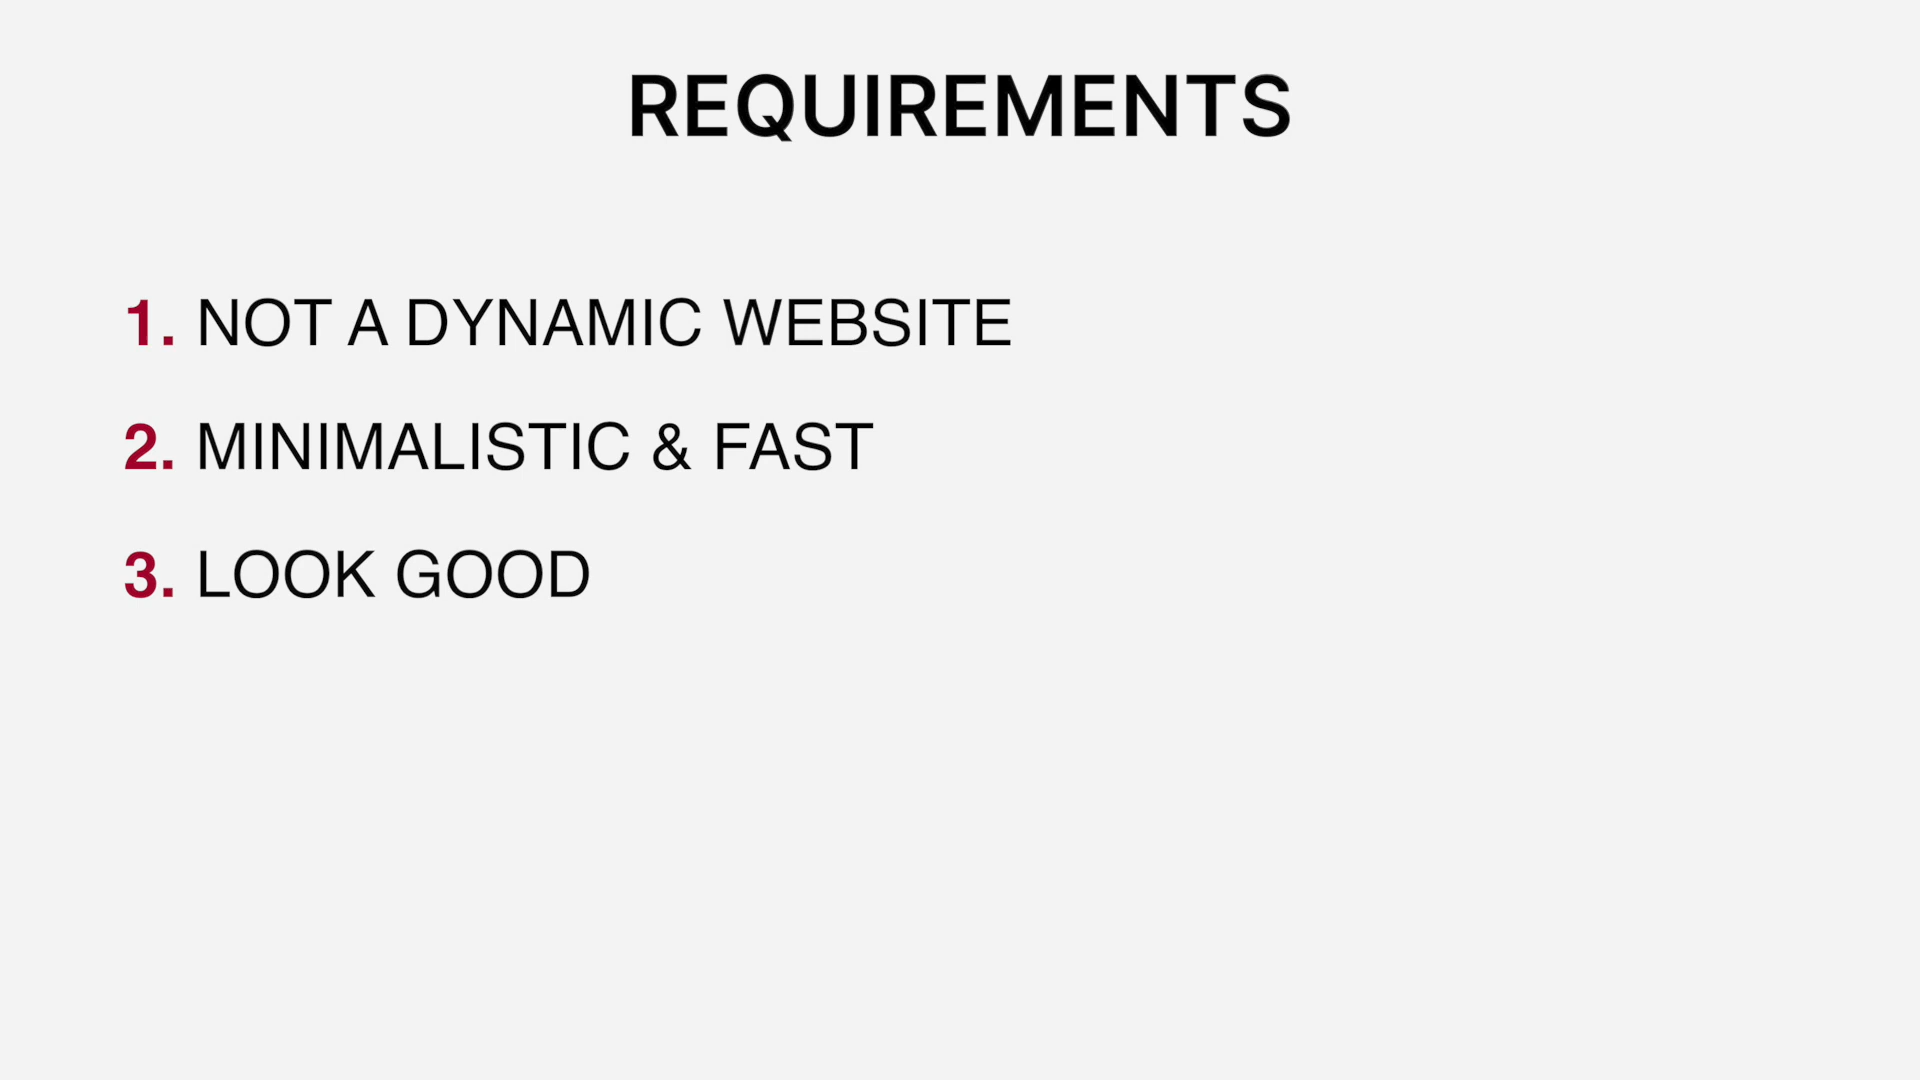 REQUIREMENTS
1. NOT A DYNAMIC WEBSITE
2. MINIMALISTIC & FAST
3. LOOK GOOD